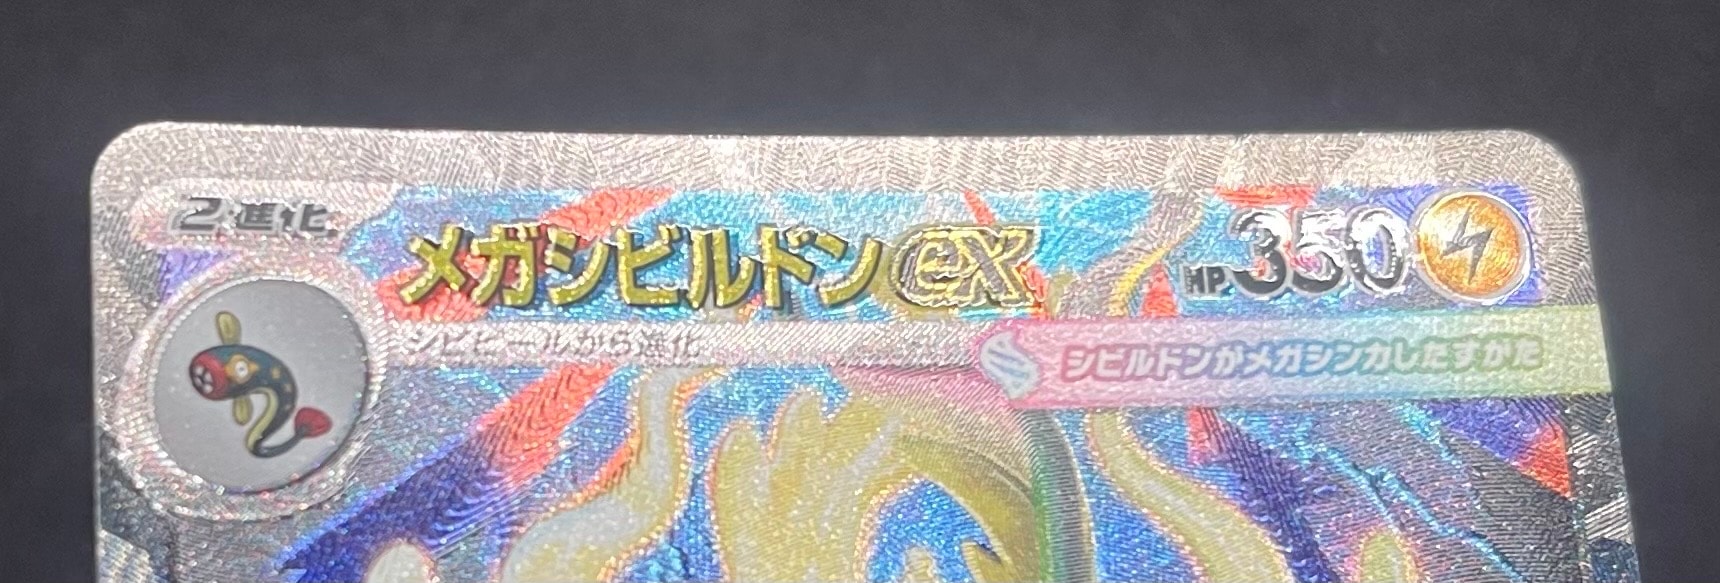 2進化
メガシビルドンex
HP350
シビビールから進化
シビルドンがメガシンカしたすがた